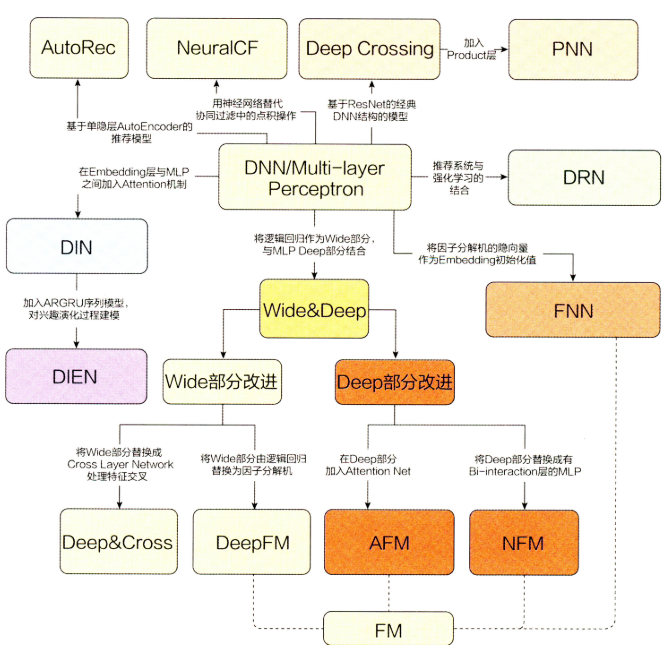 AutoRec
NeuralCF
Deep Crossing
加入
Product层
PNN
用神经网络替代
协同过滤中的点积操作
基于ResNet的经典
DNN结构的模型
基于单隐层AutoEncoder的
推荐模型
在Embedding层与MLP
之间加入Attention机制
DNN/Multi-layer
Perceptron
推荐系统与
强化学习的
结合
DRN
DIN
将逻辑回归作为Wide部分,
与MLP Deep部分结合
将因子分解机的隐向量
作为Embedding初始化值
加入ARGRU序列模型,
对兴趣演化过程建模
Wide&Deep
FNN
DIEN
Wide部分改进
Deep部分改进
将Wide部分替换成
Cross Layer Network
处理特征交叉
将Wide部分由逻辑回归
替换为因子分解机
在Deep部分
加入Attention Net
将Deep部分替换成有
Bi-interaction层的MLP
Deep&Cross
DeepFM
AFM
NFM
FM